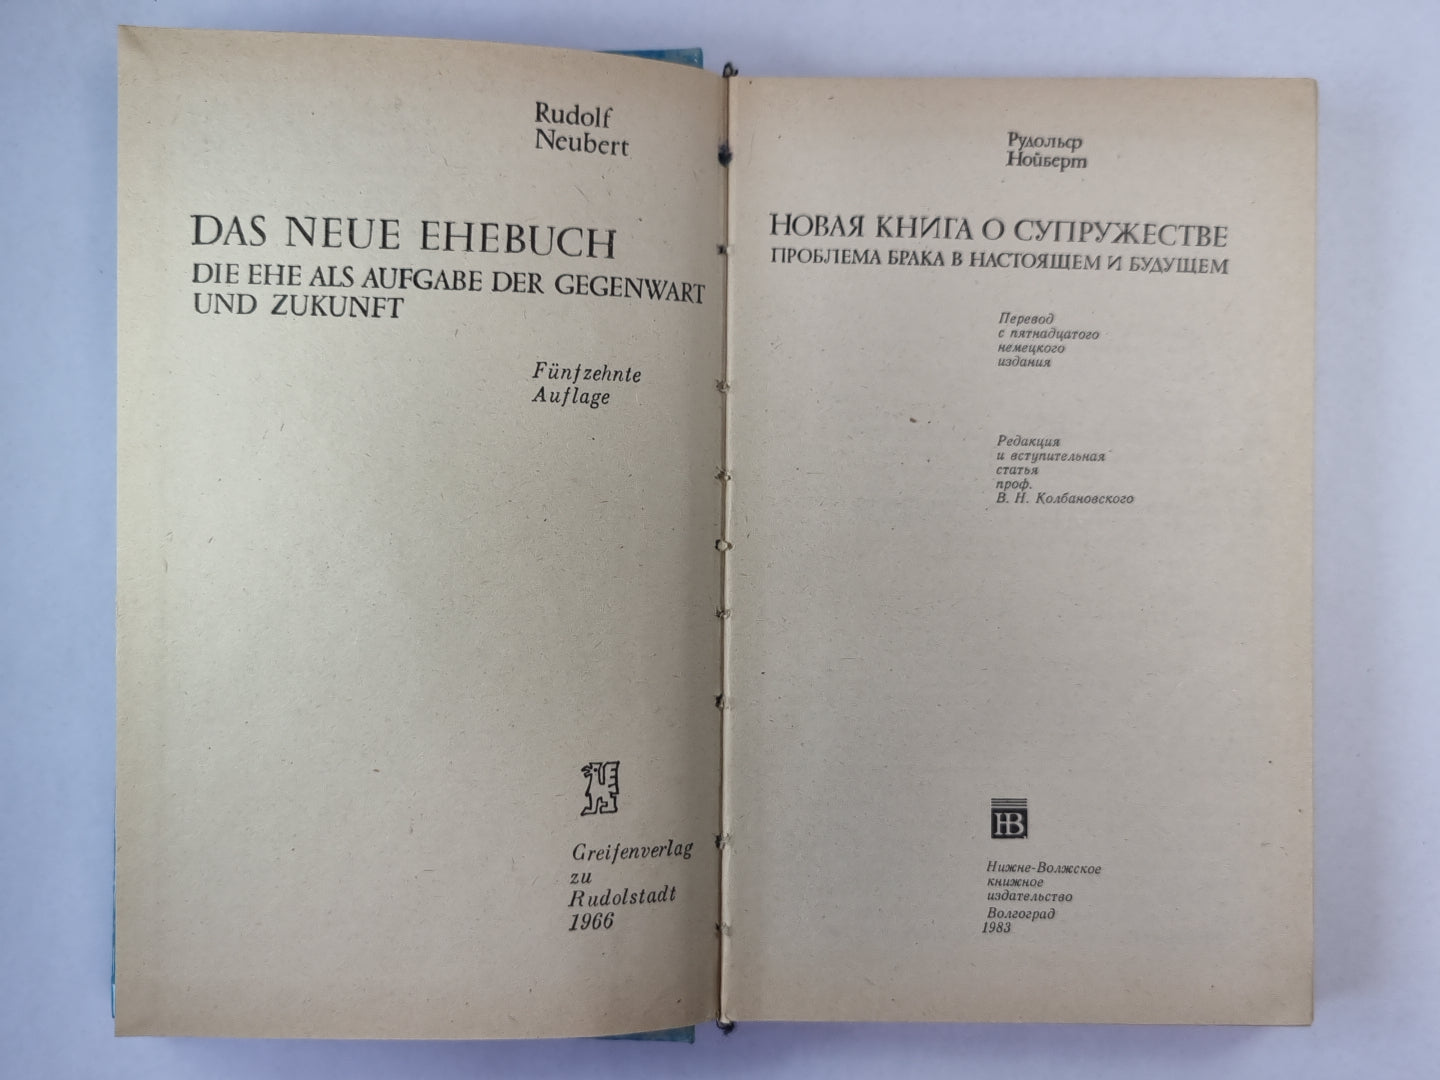 Rudolf
Neubert
DAS NEUE EHEBUCH
DIE EHE ALS AUFGABE DER GEGENWART
UND ZUKUNFT
Fünfzehnte
Auflage
Greifenverlag
zu
Rudolstadt
1966
Рудольф
Нойберт
НОВАЯ КНИГА О СУПРУЖЕСТВЕ
ПРОБЛЕМА БРАКА В НАСТОЯЩЕМ И БУДУЩЕМ
Перевод
с пятнадцатого
немецкого
издания
Редакция
и вступительная
статья
проф.
В. Н. Колбановского
НВ
Нижне-Волжское
книжное
издательство
Волгоград
1983